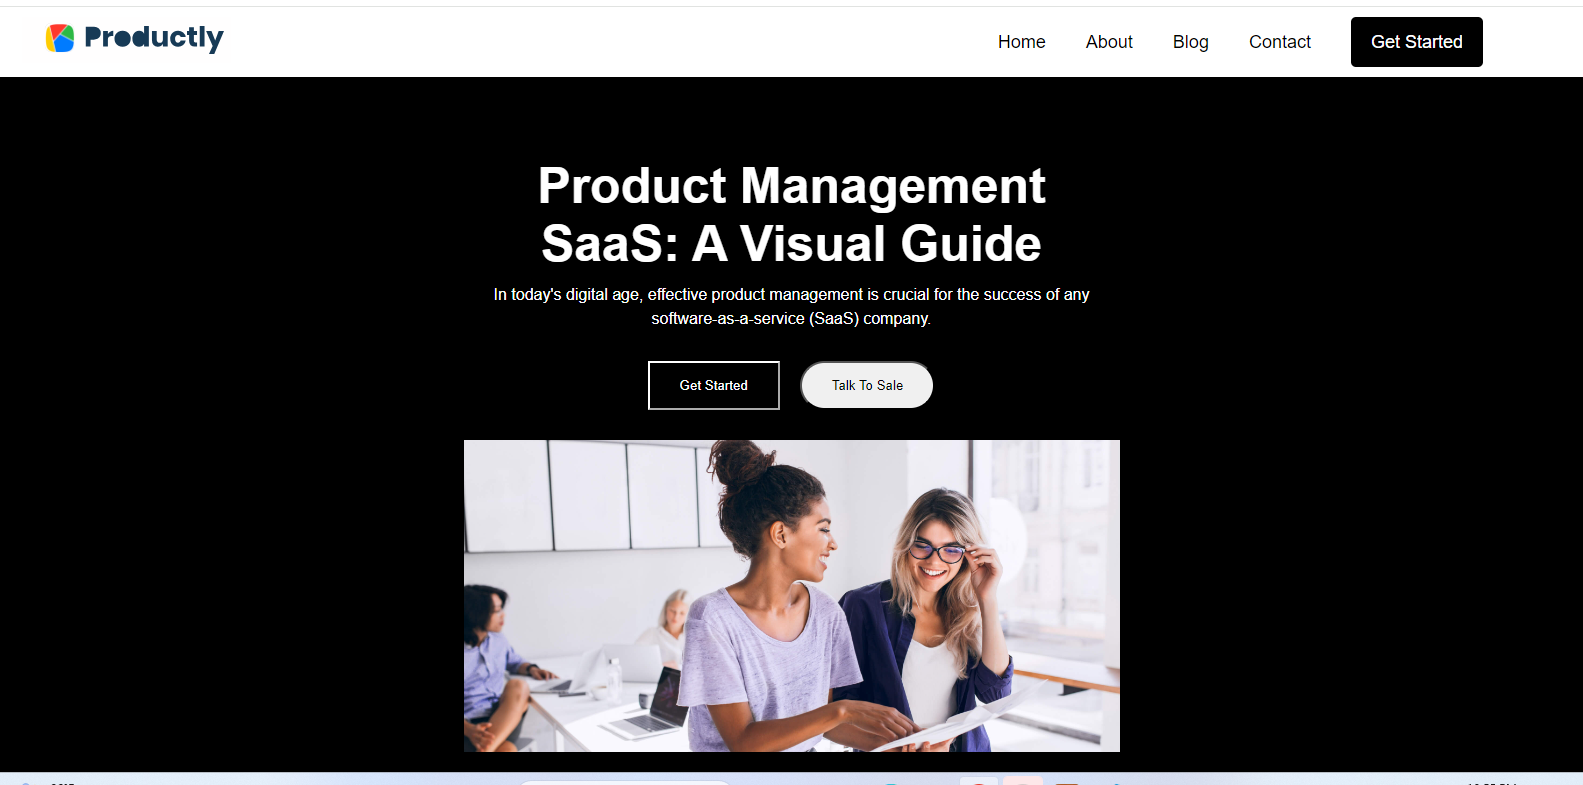 Productly
Home
About
Blog
Contact
Get Started
Product Management
SaaS: A Visual Guide
In today's digital age, effective product management is crucial for the success of any
software-as-a-service (SaaS) company.
Get Started
Talk To Sale